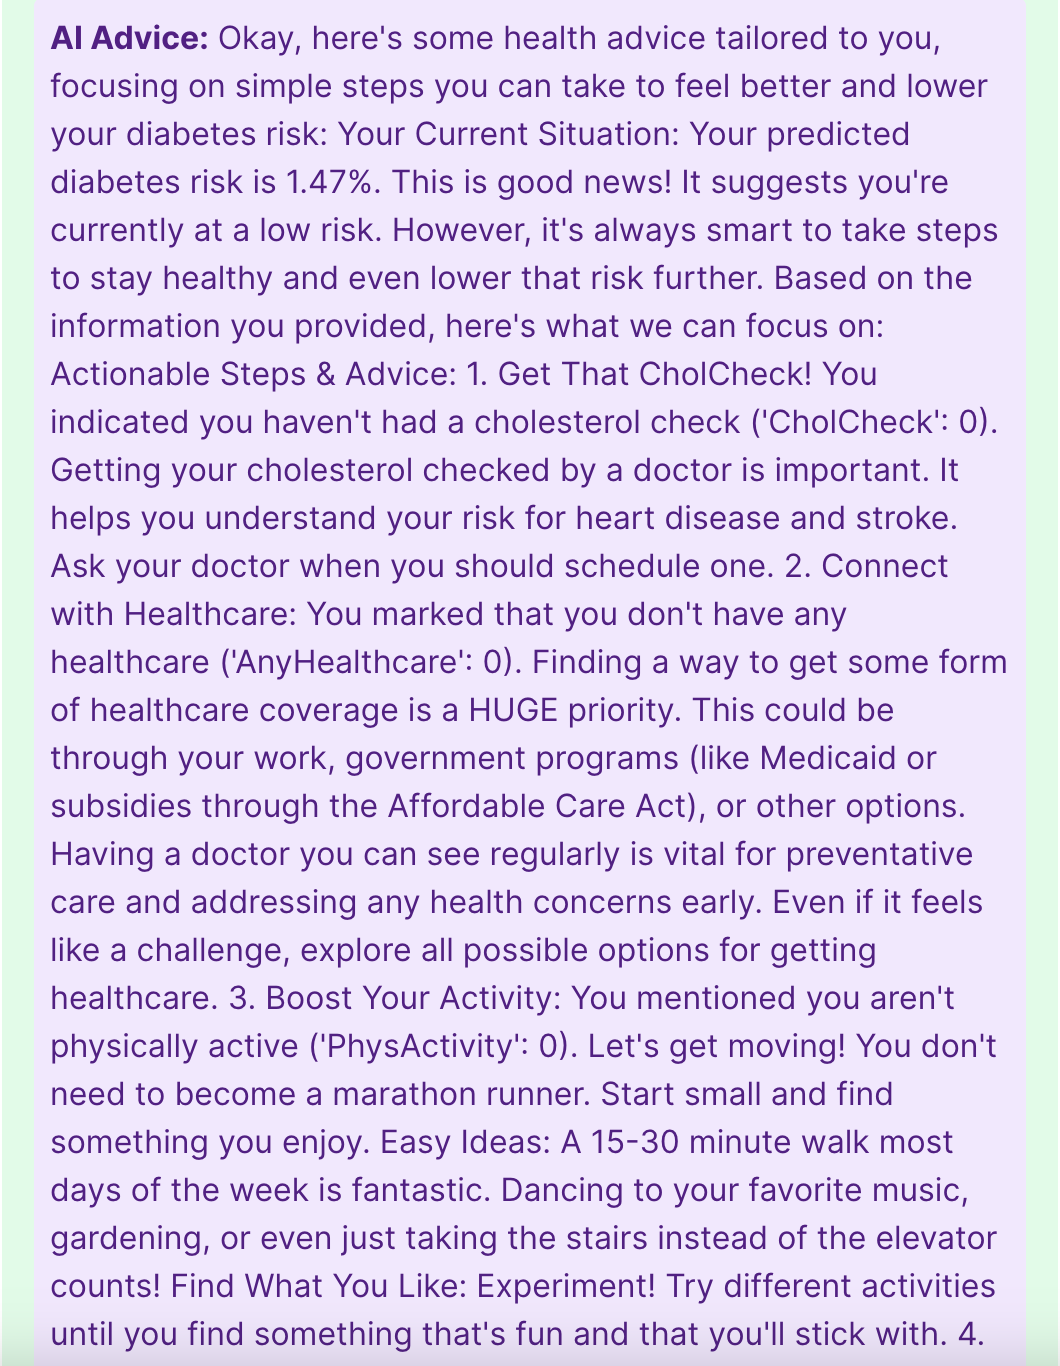 AI Advice: Okay, here's some health advice tailored to you,
focusing on simple steps you can take to feel better and lower
your diabetes risk: Your Current Situation: Your predicted
diabetes risk is 1.47%. This is good news! It suggests you're
currently at a low risk. However, it's always smart to take steps
to stay healthy and even lower that risk further. Based on the
information you provided, here's what we can focus on:
Actionable Steps & Advice: 1. Get That CholCheck! You
indicated you haven't had a cholesterol check ('CholCheck': 0).
Getting your cholesterol checked by a doctor is important. It
helps you understand your risk for heart disease and stroke.
Ask your doctor when you should schedule one. 2. Connect
with Healthcare: You marked that you don't have any
healthcare ('AnyHealthcare': 0). Finding a way to get some form
of healthcare coverage is a HUGE priority. This could be
through your work, government programs (like Medicaid or
subsidies through the Affordable Care Act), or other options.
Having a doctor you can see regularly is vital for preventative
care and addressing any health concerns early. Even if it feels
like a challenge, explore all possible options for getting
healthcare. 3. Boost Your Activity: You mentioned you aren't
physically active ('PhysActivity': 0). Let's get moving! You don't
need to become a marathon runner. Start small and find
something you enjoy. Easy Ideas: A 15-30 minute walk most
days of the week is fantastic. Dancing to your favorite music,
gardening, or even just taking the stairs instead of the elevator
counts! Find What You Like: Experiment! Try different activities
until you find something that's fun and that you'll stick with. 4.